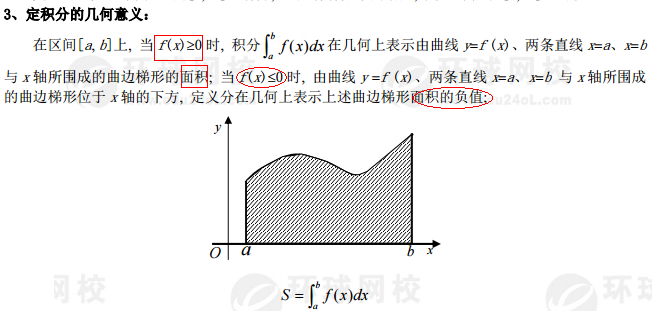 3、定积分的几何意义:
在区间[a, b]上, 当 f(x)≥0 时, 积分∫_a^b f(x)dx 在几何上表示由曲线 y=f (x)、两条直线 x=a、x=b
与 x 轴所围成的曲边梯形的面积; 当 f(x)≤0 时, 由曲线 y =f (x)、两条直线 x=a、x=b 与 x 轴所围成
的曲边梯形位于 x 轴的下方, 定义分在几何上表示上述曲边梯形面积的负值;
y
O a b x
S = ∫_a^b f(x)dx
环球网校